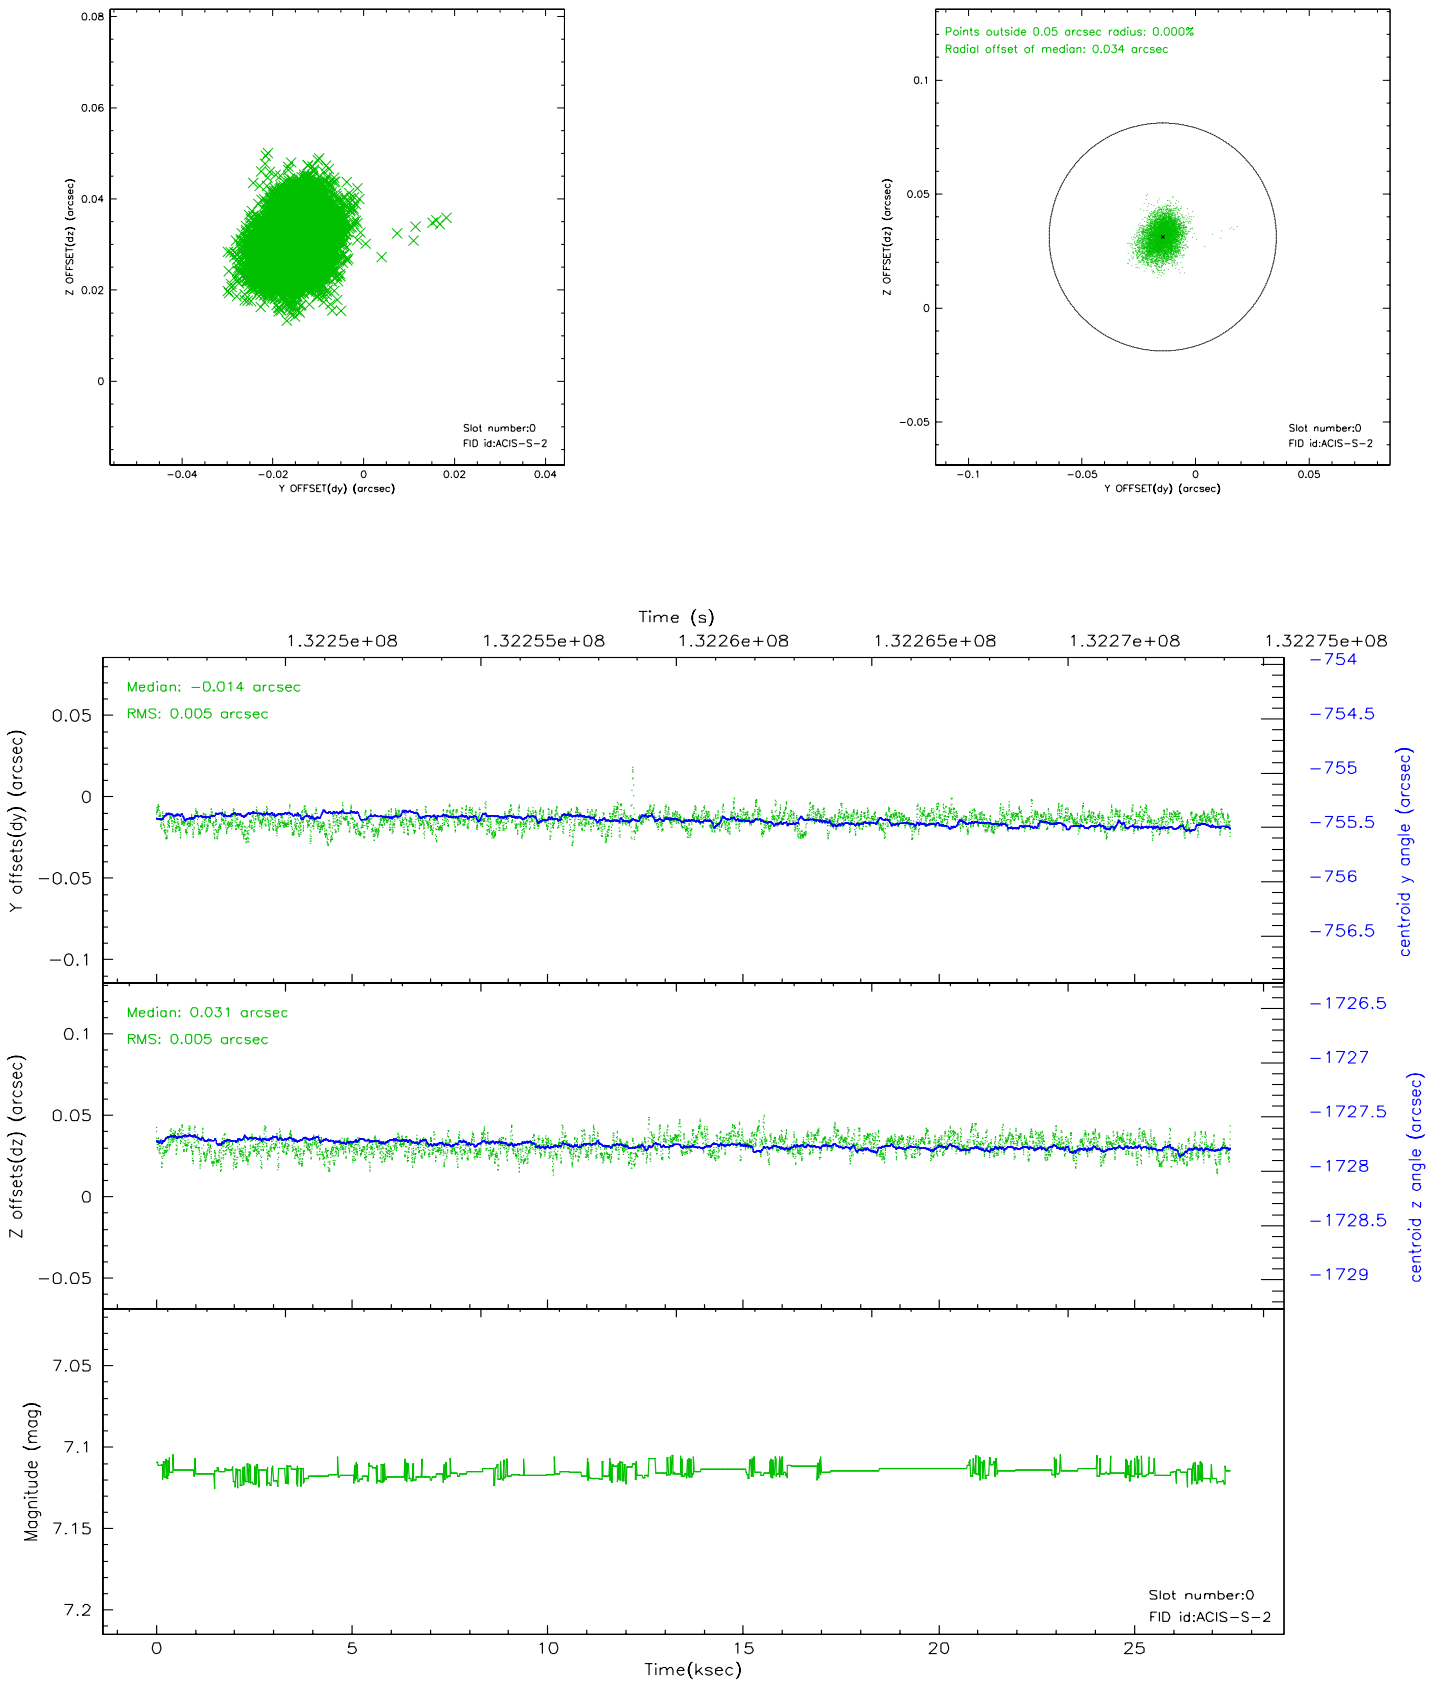 0.08
0.06
0.04
0.02
0
Z OFFSET(dz) (arcsec)
−0.04
−0.02
0
0.02
0.04
Y OFFSET(dy) (arcsec)
Slot number:0
FID id:ACIS−S−2
Points outside 0.05 arcsec radius: 0.000%
Radial offset of median: 0.034 arcsec
0.1
0.05
0
−0.05
Z OFFSET(dz) (arcsec)
−0.1
−0.05
0
0.05
Y OFFSET(dy) (arcsec)
Slot number:0
FID id:ACIS−S−2
Time (s)
1.3225e+08
1.32255e+08
1.3226e+08
1.32265e+08
1.3227e+08
1.32275e+08
Median: −0.014 arcsec
RMS: 0.005 arcsec
0.05
0
−0.05
−0.1
Y offsets(dy) (arcsec)
−754
−754.5
−755
−755.5
−756
−756.5
centroid y angle (arcsec)
Median: 0.031 arcsec
RMS: 0.005 arcsec
0.1
0.05
0
−0.05
Z offsets(dz) (arcsec)
−1726.5
−1727
−1727.5
−1728
−1728.5
−1729
centroid z angle (arcsec)
7.05
7.1
7.15
7.2
Magnitude (mag)
Slot number:0
FID id:ACIS−S−2
0
5
10
15
20
25
Time(ksec)